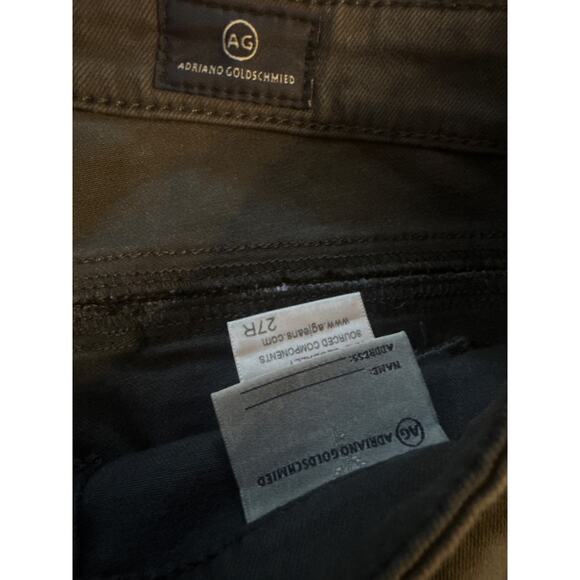 AG
ADRIANO GOLDSCHMIED
27R
www.agjeans.com
SOURCED COMPONENTS
ADDRESS:
NAME:
AG ADRIANO GOLDSCHMIED